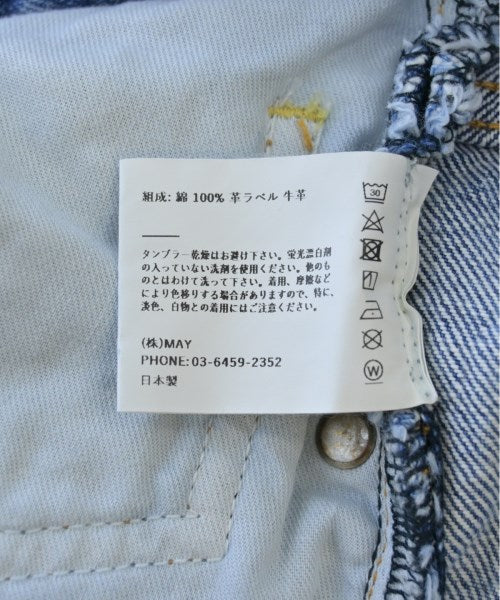 組成: 綿 100% 革ラベル 牛革
タンブラー乾燥はお避け下さい。蛍光漂白剤
の入っていない洗剤を使用ください。他のも
のとはわけて洗って下さい。着用、摩擦など
により色移りする場合がありますので、特に、
淡色、白物との着用にはご注意ください。
(株)MAY
PHONE:03-6459-2352
日本製
30
W